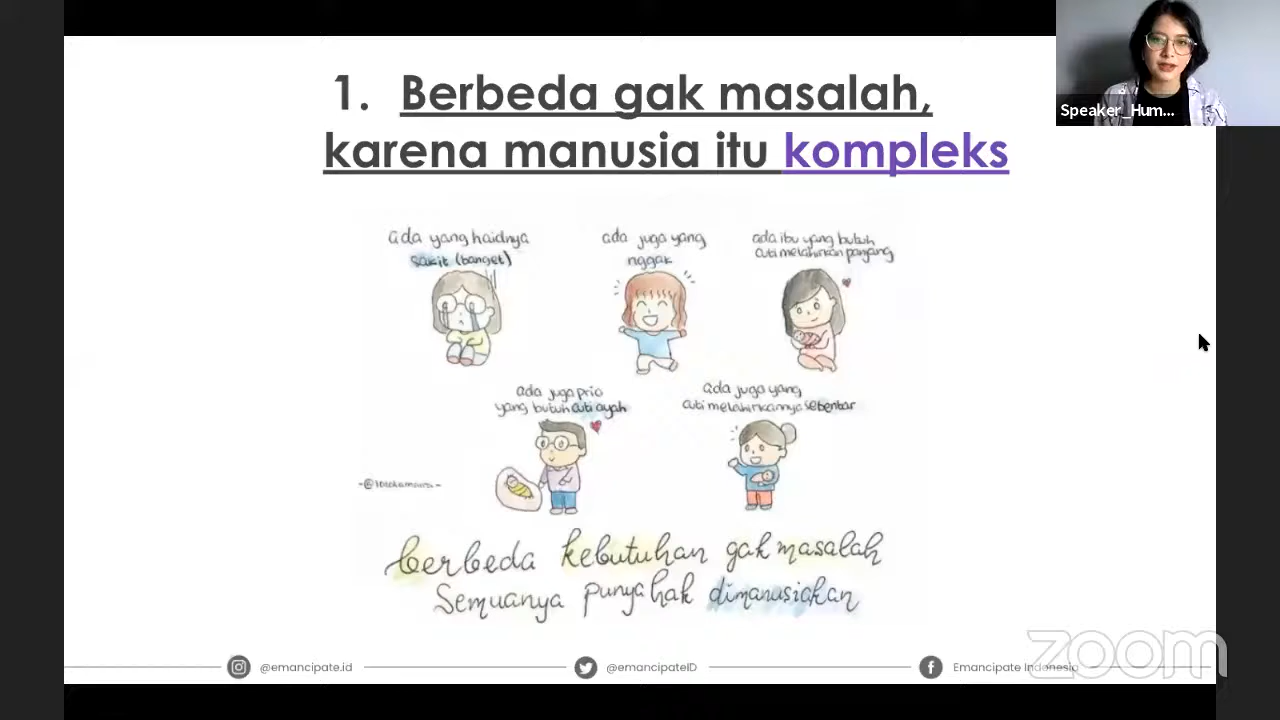 1. Berbeda gak masalah,
karena manusia itu kompleks
Speaker_Hum...
ada yang haidnya
sakit (banget)
ada juga yang
nggak
ada ibu yang butuh
cuti melahirkan panjang
ada juga pria
yang butuh cuti ayah
ada juga yang
cuti melahirkannya sebentar
berbeda kebutuhan gak masalah
Semuanya punya hak dimanusiakan
@emancipate.id
@emancipateID
Emancipate Indonesia
zoom